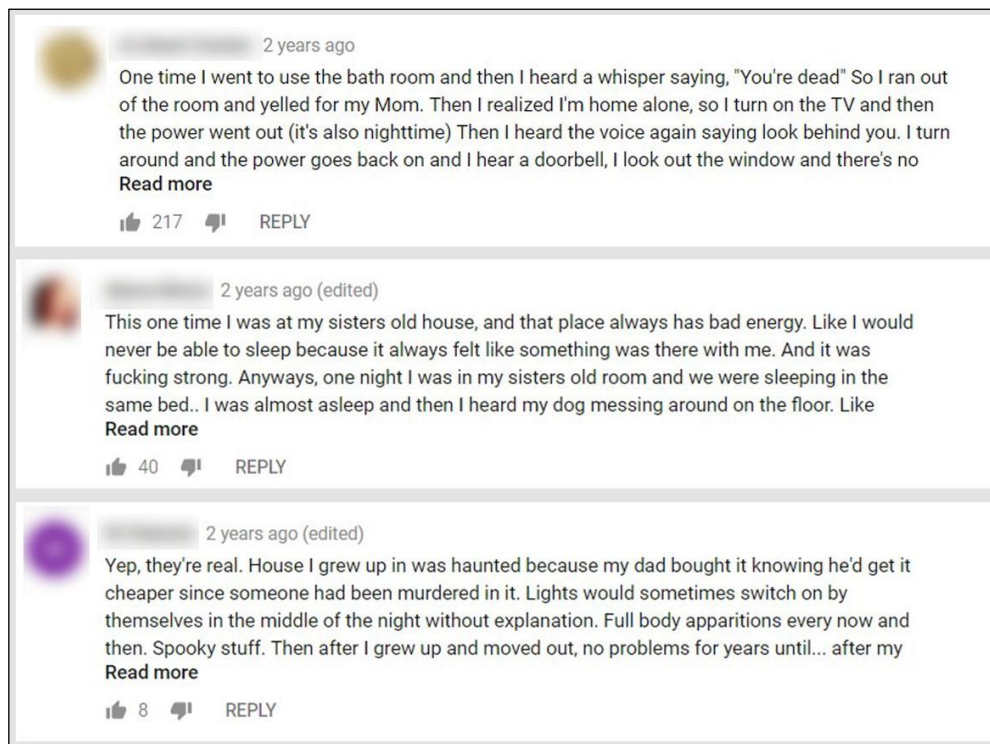 2 years ago
One time I went to use the bath room and then I heard a whisper saying, "You're dead" So I ran out
of the room and yelled for my Mom. Then I realized I'm home alone, so I turn on the TV and then
the power went out (it's also nighttime) Then I heard the voice again saying look behind you. I turn
around and the power goes back on and I hear a doorbell, I look out the window and there's no
Read more
217 REPLY
2 years ago (edited)
This one time I was at my sisters old house, and that place always has bad energy. Like I would
never be able to sleep because it always felt like something was there with me. And it was
fucking strong. Anyways, one night I was in my sisters old room and we were sleeping in the
same bed.. I was almost asleep and then I heard my dog messing around on the floor. Like
Read more
40 REPLY
2 years ago (edited)
Yep, they're real. House I grew up in was haunted because my dad bought it knowing he'd get it
cheaper since someone had been murdered in it. Lights would sometimes switch on by
themselves in the middle of the night without explanation. Full body apparitions every now and
then. Spooky stuff. Then after I grew up and moved out, no problems for years until... after my
Read more
8 REPLY